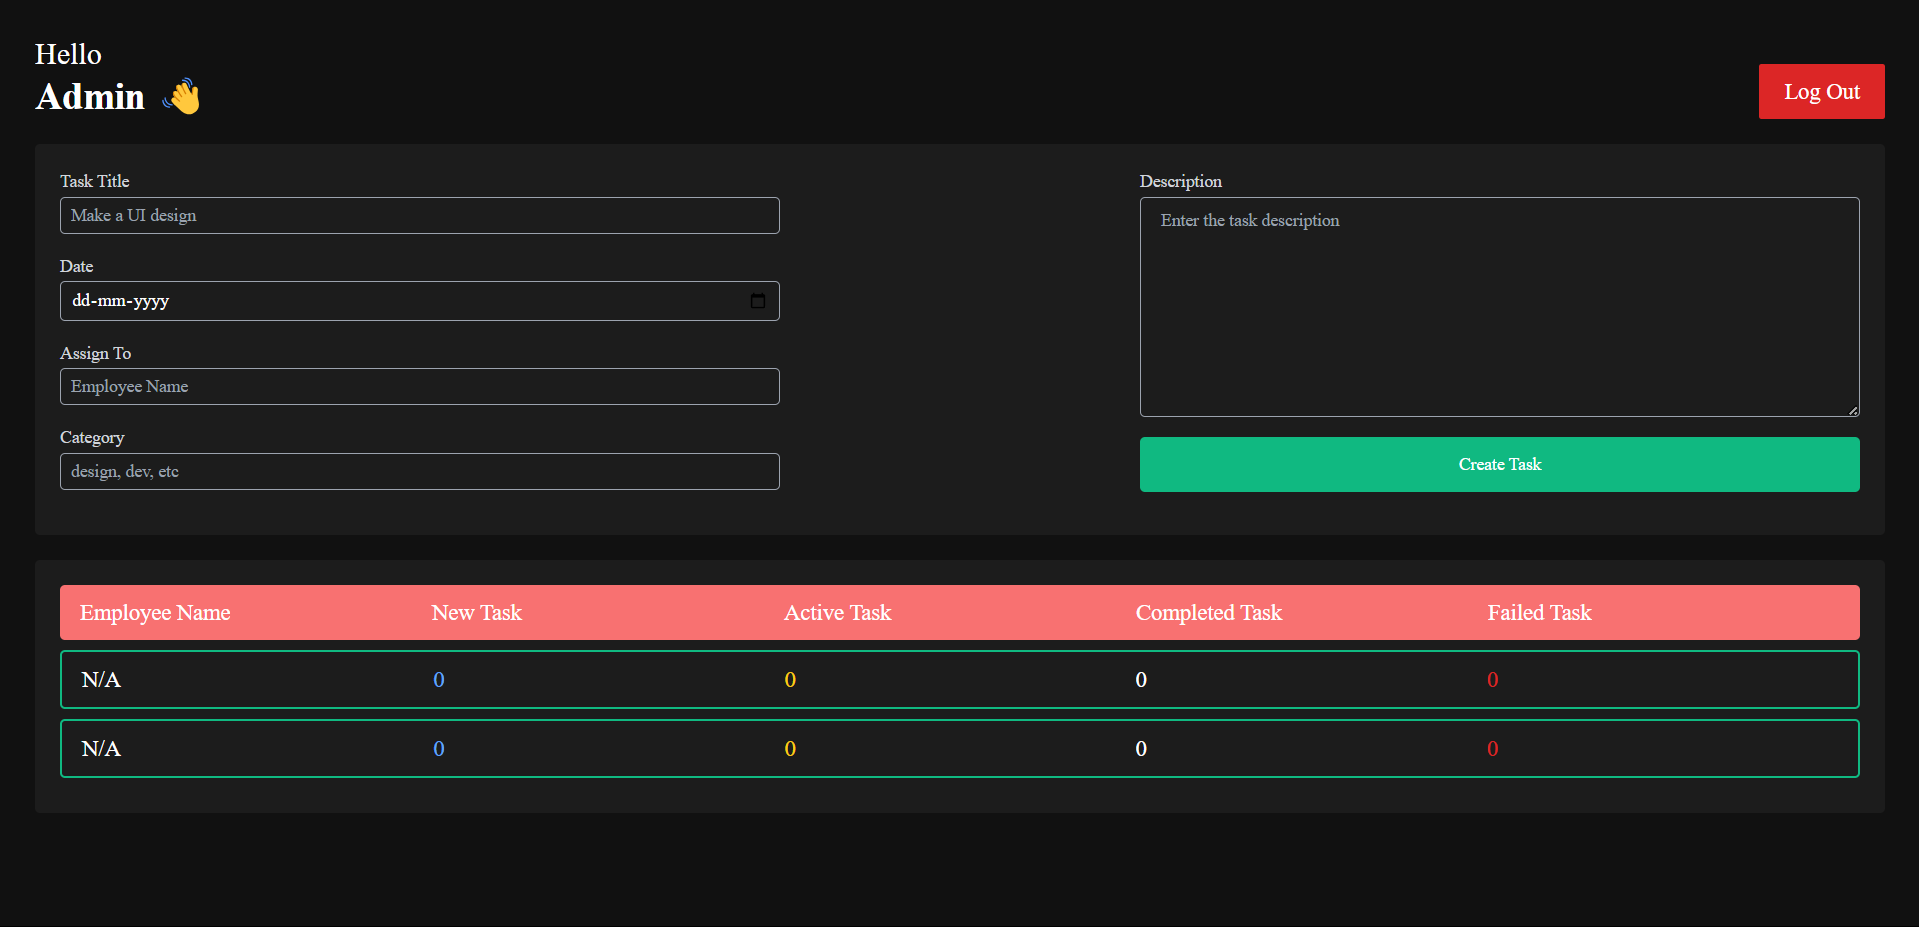 Hello
Admin 👋
Log Out
Task Title
Make a UI design
Date
dd-mm-yyyy
Assign To
Employee Name
Category
design, dev, etc
Description
Enter the task description
Create Task
Employee Name New Task Active Task Completed Task Failed Task
N/A 0 0 0 0
N/A 0 0 0 0